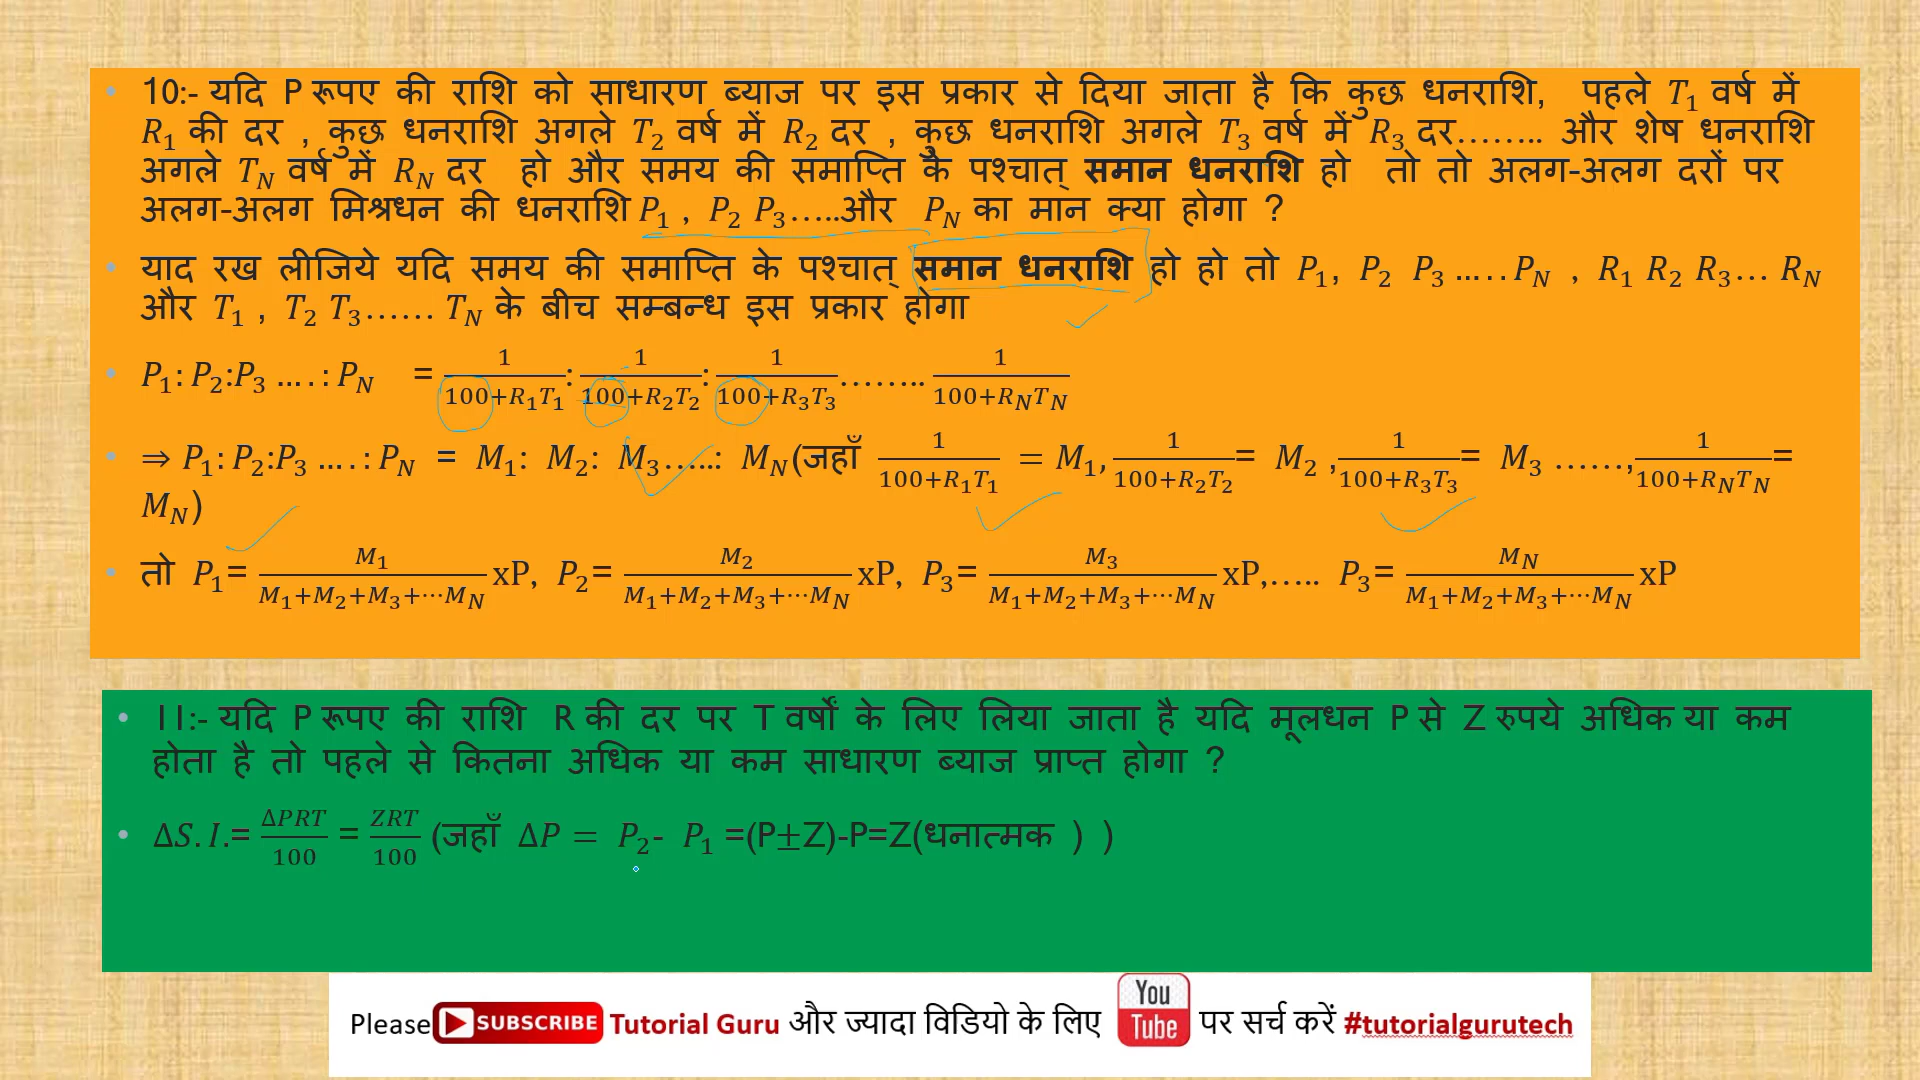 10:- यदि P रूपए की राशि को साधारण ब्याज पर इस प्रकार से दिया जाता है कि कुछ धनराशि, पहले T₁ वर्ष में
R₁ की दर , कुछ धनराशि अगले T₂ वर्ष में R₂ दर , कुछ धनराशि अगले T₃ वर्ष में R₃ दर…….. और शेष धनराशि
अगले T_N वर्ष में R_N दर हो और समय की समाप्ति के पश्चात् समान धनराशि हो तो तो अलग-अलग दरों पर
अलग-अलग मिश्रधन की धनराशि P₁ , P₂ P₃…..और P_N का मान क्या होगा ?
याद रख लीजिये यदि समय की समाप्ति के पश्चात् समान धनराशि हो हो तो P₁, P₂ P₃ …..P_N , R₁ R₂ R₃… R_N
और T₁ , T₂ T₃…… T_N के बीच सम्बन्ध इस प्रकार होगा
P₁: P₂:P₃ ….: P_N = 1/(100+R₁T₁) : 1/(100+R₂T₂) : 1/(100+R₃T₃) …….. 1/(100+R_NT_N)
⇒ P₁: P₂:P₃ ….: P_N = M₁: M₂: M₃…..: M_N(जहाँ 1/(100+R₁T₁) = M₁, 1/(100+R₂T₂)= M₂ , 1/(100+R₃T₃)= M₃ ……, 1/(100+R_NT_N)=
M_N)
तो P₁= M₁/(M₁+M₂+M₃+⋯M_N) xP, P₂= M₂/(M₁+M₂+M₃+⋯M_N) xP, P₃= M₃/(M₁+M₂+M₃+⋯M_N) xP,….. P₃= M_N/(M₁+M₂+M₃+⋯M_N) xP
11:- यदि P रूपए की राशि R की दर पर T वर्षों के लिए लिया जाता है यदि मूलधन P से Z रुपये अधिक या कम
होता है तो पहले से कितना अधिक या कम साधारण ब्याज प्राप्त होगा ?
ΔS.I.= ΔPRT/100 = ZRT/100 (जहाँ ΔP = P₂- P₁ =(P±Z)-P=Z(धनात्मक ) )
Please SUBSCRIBE Tutorial Guru और ज्यादा विडियो के लिए You Tube पर सर्च करें #tutorialgurutech